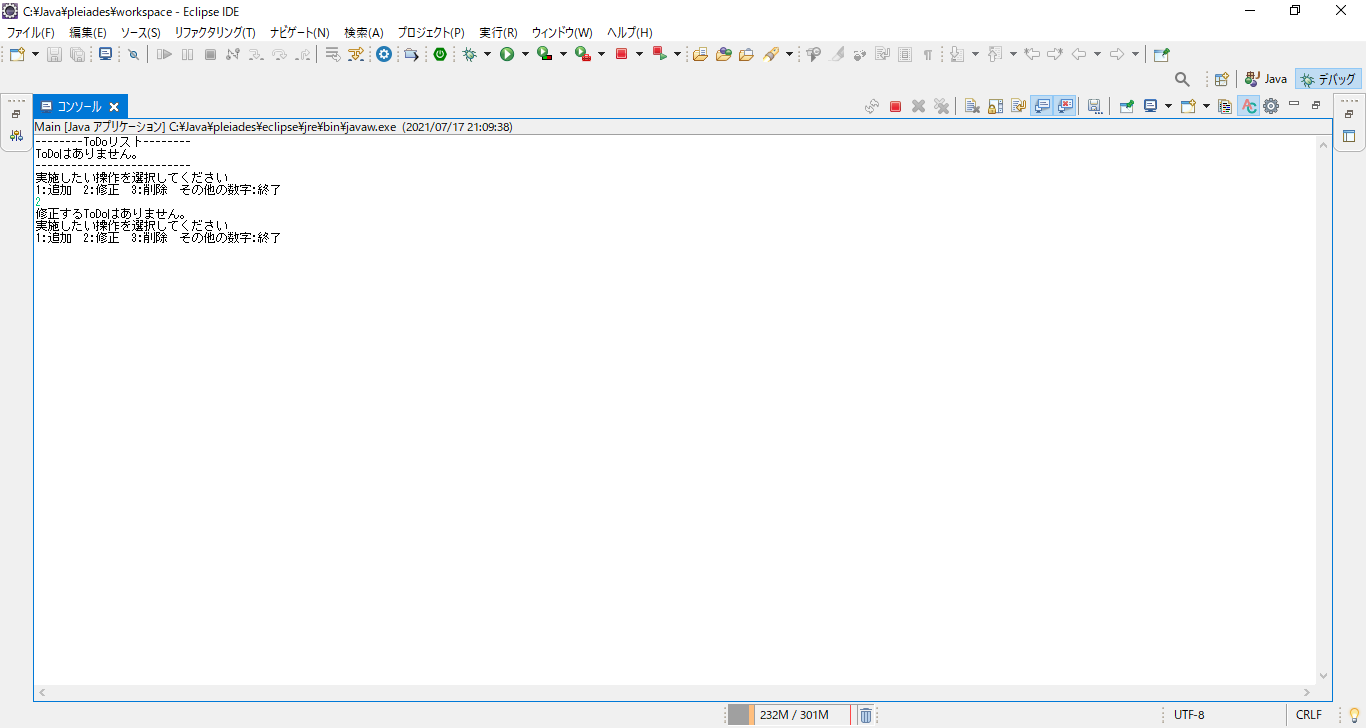 C:¥Java¥pleiades¥workspace - Eclipse IDE
ファイル(F) 編集(E) ソース(S) リファクタリング(T) ナビゲート(N) 検索(A) プロジェクト(P) 実行(R) ウィンドウ(W) ヘルプ(H)
Java デバッグ
コンソール
Main [Java アプリケーション] C:¥Java¥pleiades¥eclipse¥jre¥bin¥javaw.exe (2021/07/17 21:09:38)
--------ToDoリスト--------
ToDoはありません。
--------------------------
実施したい操作を選択してください
1:追加 2:修正 3:削除 その他の数字:終了
2
修正するToDoはありません。
実施したい操作を選択してください
1:追加 2:修正 3:削除 その他の数字:終了
232M / 301M UTF-8 CRLF